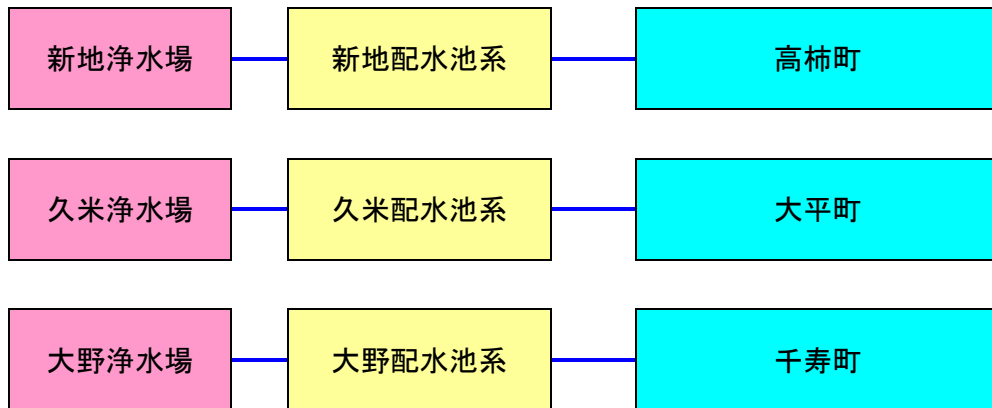 新地浄水場 新地配水池系 高柿町
久米浄水場 久米配水池系 大平町
大野浄水場 大野配水池系 千寿町